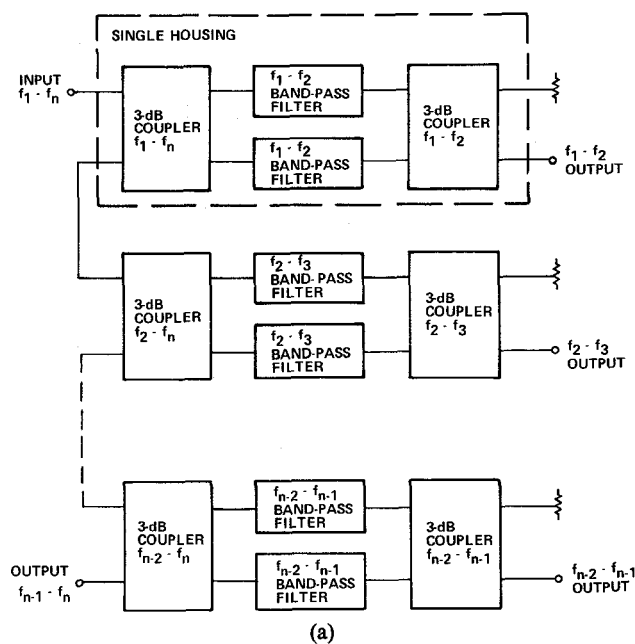 SINGLE HOUSING
INPUT
f1 - fn
3-dB
COUPLER
f1 - fn
f1 - f2
BAND-PASS
FILTER
f1 - f2
BAND-PASS
FILTER
3-dB
COUPLER
f1 - f2
f1 - f2
OUTPUT
3-dB
COUPLER
f2 - fn
f2 - f3
BAND-PASS
FILTER
f2 - f3
BAND-PASS
FILTER
3-dB
COUPLER
f2 - f3
f2 - f3
OUTPUT
3-dB
COUPLER
fn-2 - fn
fn-2 - fn-1
BAND-PASS
FILTER
fn-2 - fn-1
BAND-PASS
FILTER
3-dB
COUPLER
fn-2 - fn-1
OUTPUT
fn-1 - fn
fn-2 - fn-1
OUTPUT
(a)